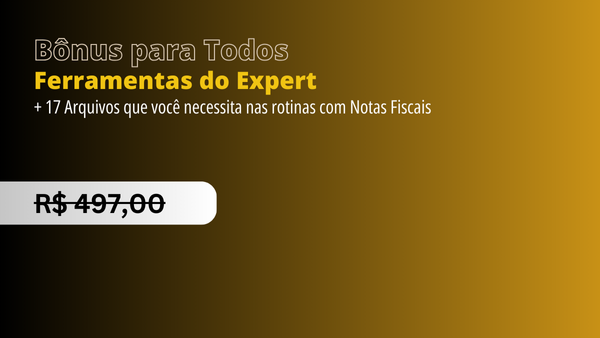 Bônus para Todos
Ferramentas do Expert
+ 17 Arquivos que você necessita nas rotinas com Notas Fiscais
R$ 497,00